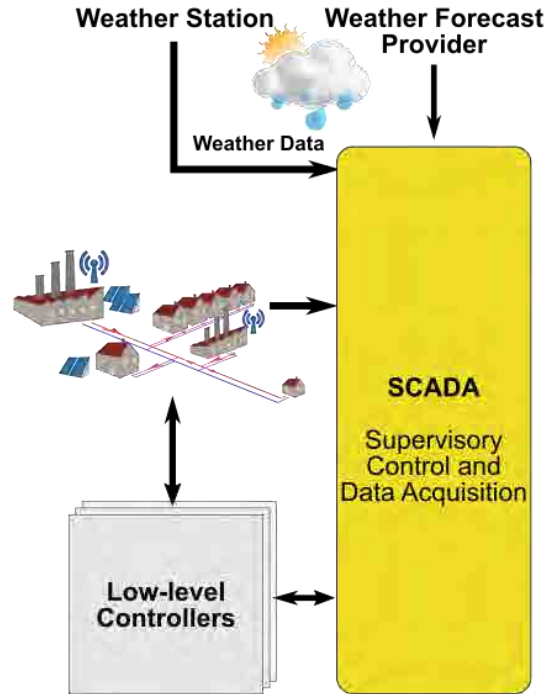 Weather Station
Weather Forecast
Provider
Weather Data
SCADA
Supervisory
Control and
Data Acquisition
Low-level
Controllers